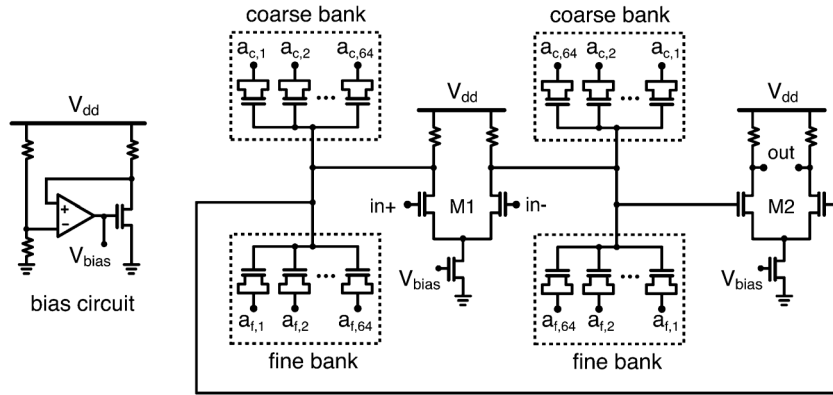 coarse bank
coarse bank
a_c,1 a_c,2 a_c,64
a_c,64 a_c,2 a_c,1
...
...
V_dd
V_dd
V_dd
out
+
−
in+ M1 in-
M2
V_bias
V_bias
V_bias
bias circuit
...
...
a_f,1 a_f,2 a_f,64
a_f,64 a_f,2 a_f,1
fine bank
fine bank